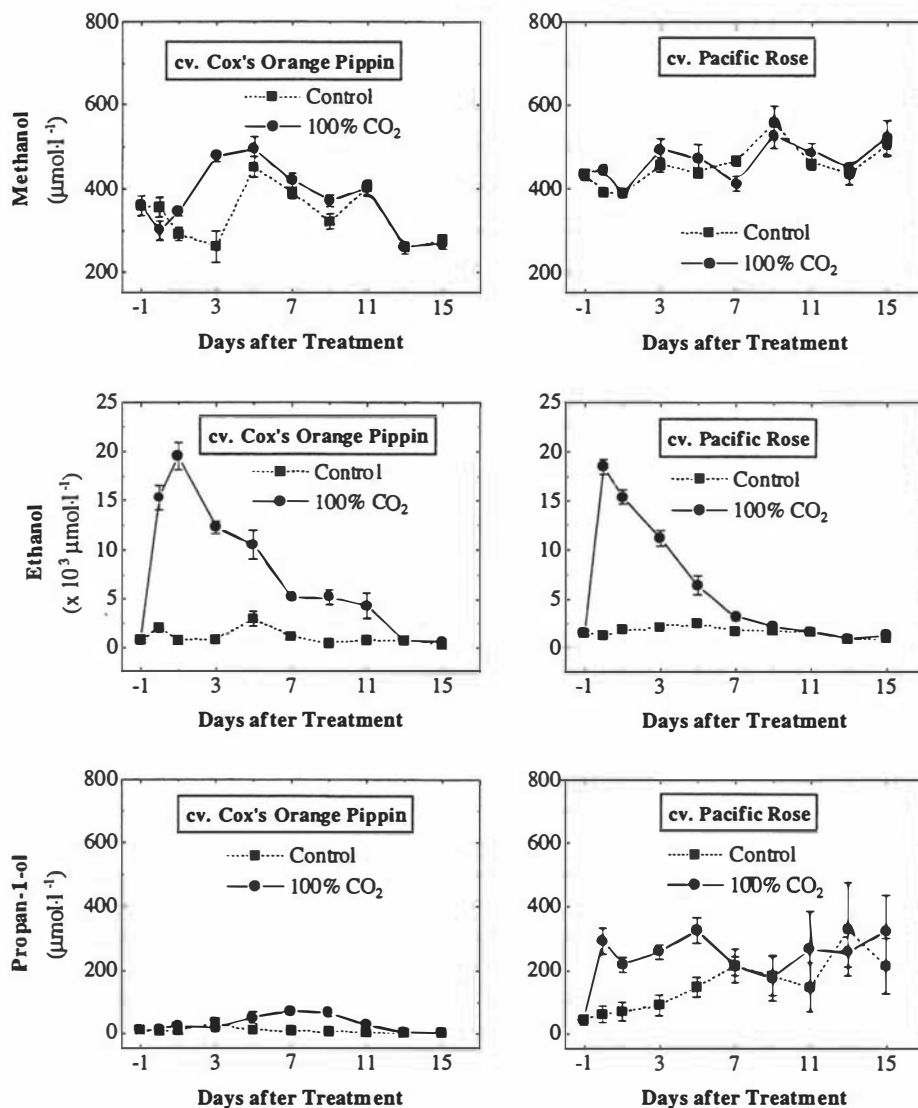 cv. Cox's Orange Pippin
Control
100% CO₂
Methanol
(µmol·l⁻¹)
800
600
400
200
-1 3 7 11 15
Days after Treatment
cv. Pacific Rose
Control
100% CO₂
800
600
400
200
-1 3 7 11 15
Days after Treatment
cv. Cox's Orange Pippin
Control
100% CO₂
Ethanol
(x 10³ µmol·l⁻¹)
25
20
15
10
5
0
-1 3 7 11 15
Days after Treatment
cv. Pacific Rose
Control
100% CO₂
25
20
15
10
5
0
-1 3 7 11 15
Days after Treatment
cv. Cox's Orange Pippin
Control
100% CO₂
Propan-1-ol
(µmol·l⁻¹)
800
600
400
200
0
-1 3 7 11 15
Days after Treatment
cv. Pacific Rose
Control
100% CO₂
800
600
400
200
0
-1 3 7 11 15
Days after Treatment